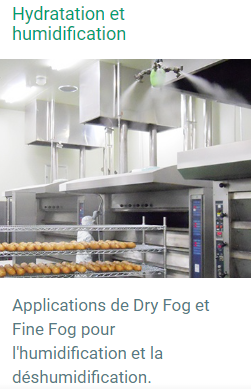 Hydratation et
humidification
Applications de Dry Fog et
Fine Fog pour
l'humidification et la
déshumidification.